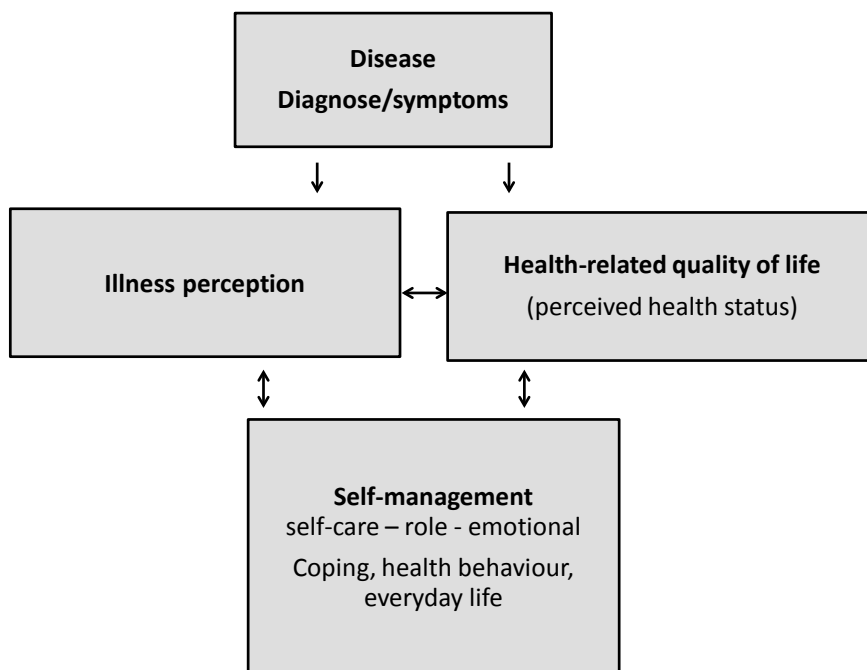 Disease
Diagnose/symptoms
Illness perception
Health-related quality of life
(perceived health status)
Self-management
self-care – role - emotional
Coping, health behaviour,
everyday life